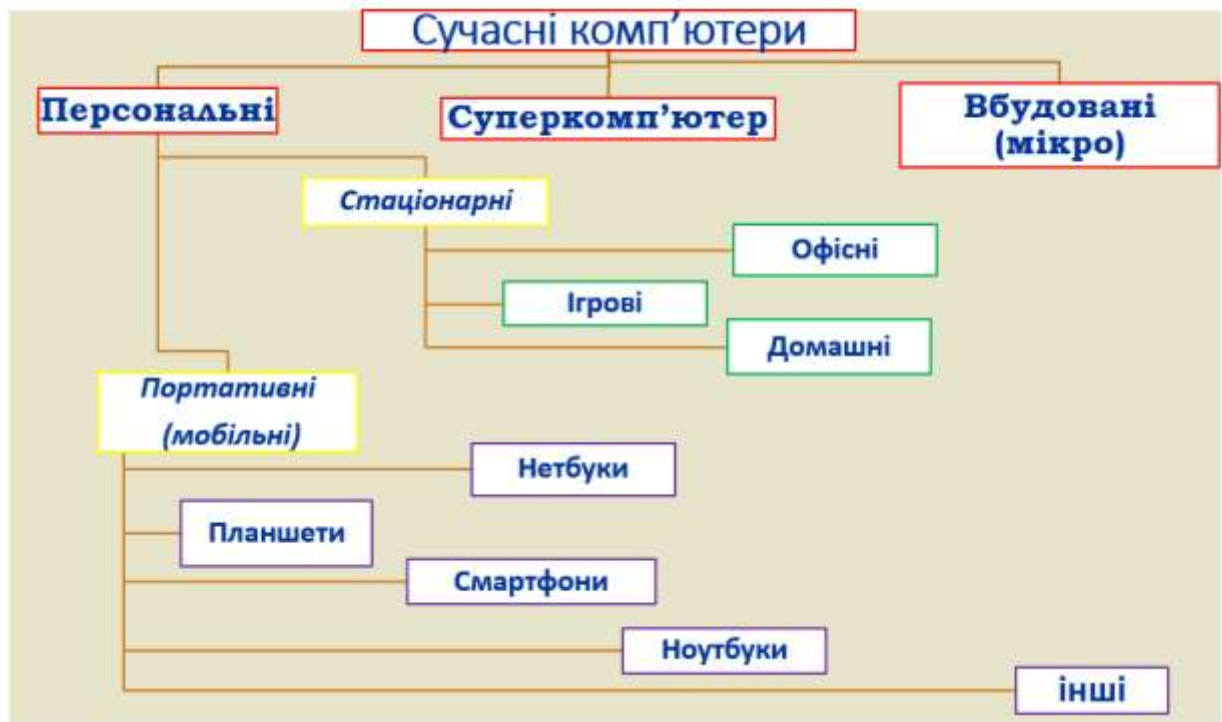 Сучасні комп’ютери
Персональні
Суперкомп’ютер
Вбудовані
(мікро)
Стаціонарні
Офісні
Ігрові
Домашні
Портативні
(мобільні)
Нетбуки
Планшети
Смартфони
Ноутбуки
інші